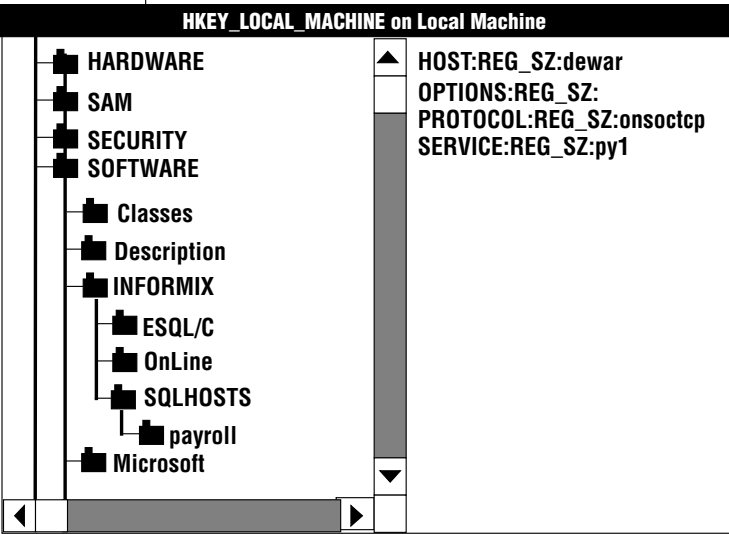 HKEY_LOCAL_MACHINE on Local Machine
HARDWARE
SAM
SECURITY
SOFTWARE
Classes
Description
INFORMIX
ESQL/C
OnLine
SQLHOSTS
payroll
Microsoft
HOST:REG_SZ:dewar
OPTIONS:REG_SZ:
PROTOCOL:REG_SZ:onsoctcp
SERVICE:REG_SZ:py1